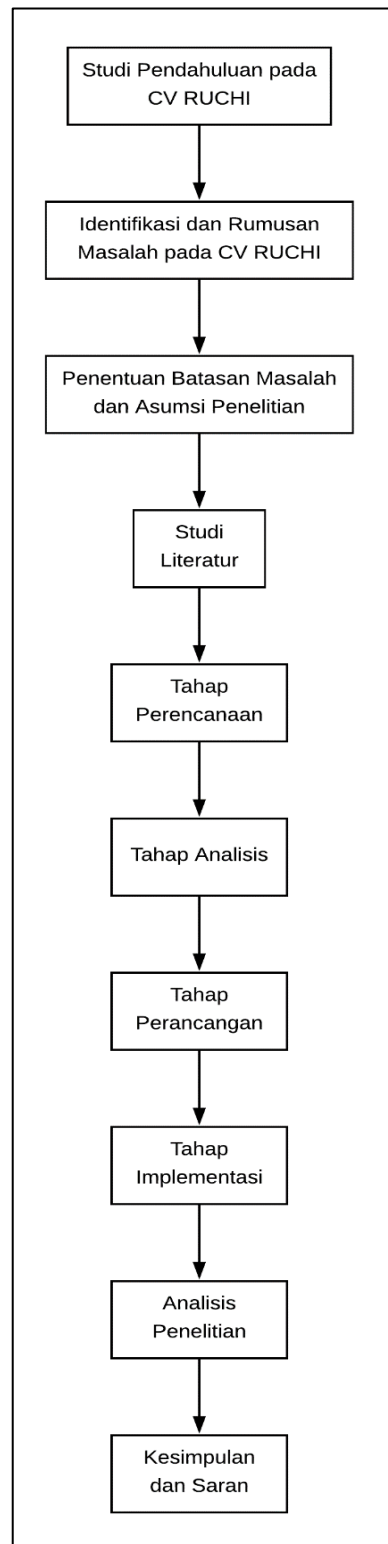 Studi Pendahuluan pada
CV RUCHI
Identifikasi dan Rumusan
Masalah pada CV RUCHI
Penentuan Batasan Masalah
dan Asumsi Penelitian
Studi
Literatur
Tahap
Perencanaan
Tahap Analisis
Tahap
Perancangan
Tahap
Implementasi
Analisis
Penelitian
Kesimpulan
dan Saran